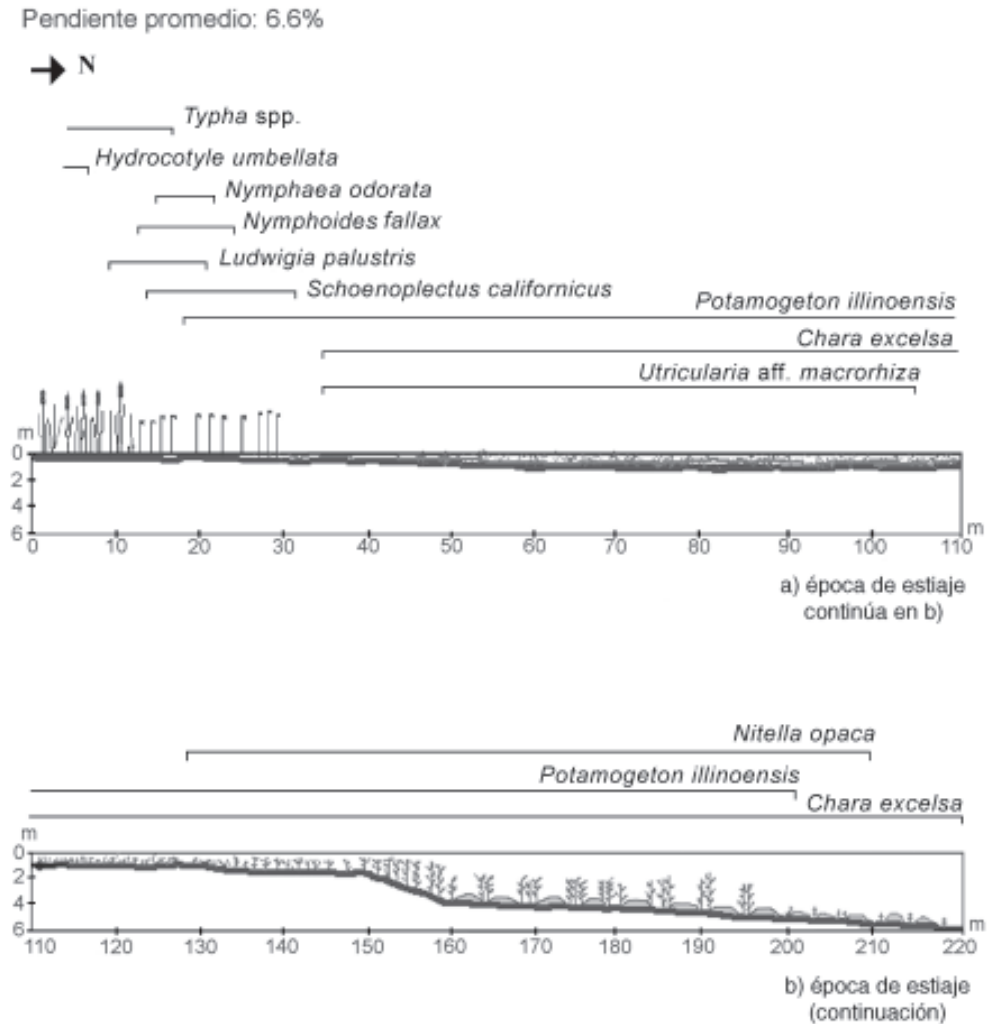 Pendiente promedio: 6.6%
N
Typha spp.
Hydrocotyle umbellata
Nymphaea odorata
Nymphoides fallax
Ludwigia palustris
Schoenoplectus californicus
Potamogeton illinoensis
Chara excelsa
Utricularia aff. macrorhiza
m
0
2
4
6
0 10 20 30 40 50 60 70 80 90 100 110 m
a) época de estiaje
continúa en b)
Nitella opaca
Potamogeton illinoensis
Chara excelsa
m
0
2
4
6
110 120 130 140 150 160 170 180 190 200 210 220 m
b) época de estiaje
(continuación)